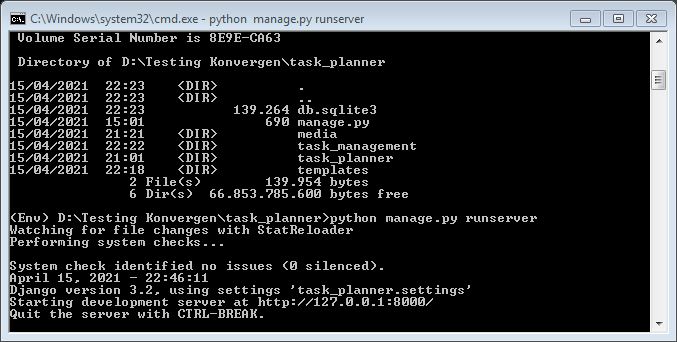 C:\Windows\system32\cmd.exe - python  manage.py runserver
Volume Serial Number is 8E9E-CA63
Directory of D:\Testing Konvergen\task_planner
15/04/2021  22:23    <DIR>          .
15/04/2021  22:23    <DIR>          ..
15/04/2021  22:23           139.264 db.sqlite3
15/04/2021  15:01               690 manage.py
15/04/2021  21:21    <DIR>          media
15/04/2021  22:22    <DIR>          task_management
15/04/2021  21:01    <DIR>          task_planner
15/04/2021  22:18    <DIR>          templates
2 File(s)        139.954 bytes
6 Dir(s)  66.853.785.600 bytes free
(Env) D:\Testing Konvergen\task_planner>python manage.py runserver
Watching for file changes with StatReloader
Performing system checks...
System check identified no issues (0 silenced).
April 15, 2021 - 22:46:11
Django version 3.2, using settings 'task_planner.settings'
Starting development server at http://127.0.0.1:8000/
Quit the server with CTRL-BREAK.